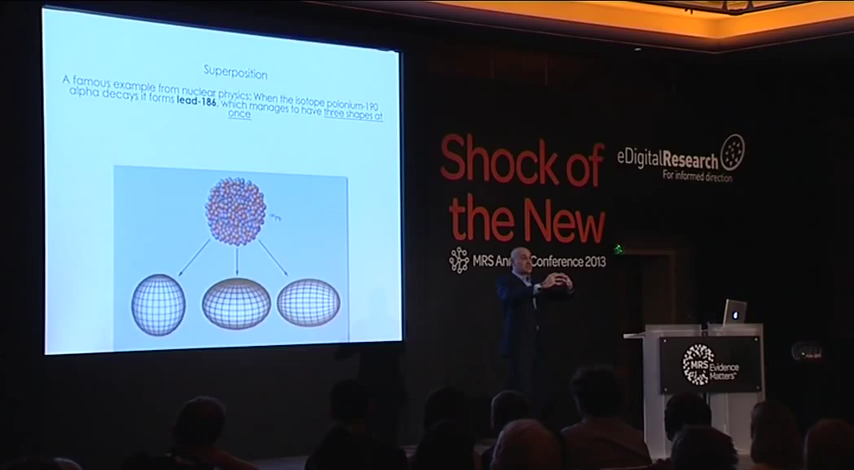 Superposition
A famous example from nuclear physics: When the isotope polonium-190
alpha decays it forms lead-186, which manages to have three shapes at
once
Shock of
the New
MRS Conference 2013
eDigitalResearch
For informed direction
MRS
Evidence
Matters™